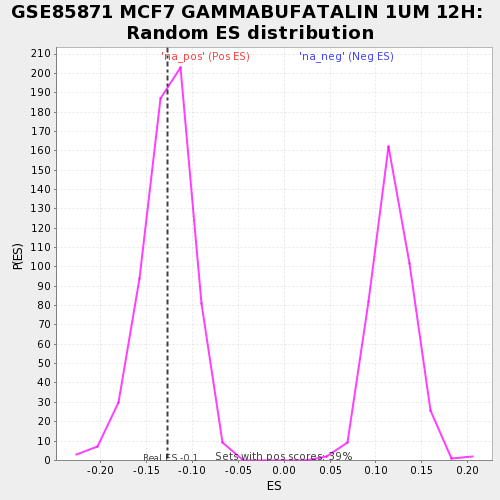 GSE85871 MCF7 GAMMABUFATALIN 1UM 12H:
Random ES distribution
'na_pos' (Pos ES)
'na_neg' (Neg ES)
210
200
190
180
170
160
150
140
130
120
110
100
90
80
70
60
50
40
30
20
10
0
P(ES)
Real ES -0.1
Sets with pos scores: 39%
-0.20 -0.15 -0.10 -0.05 0.00 0.05 0.10 0.15 0.20
ES